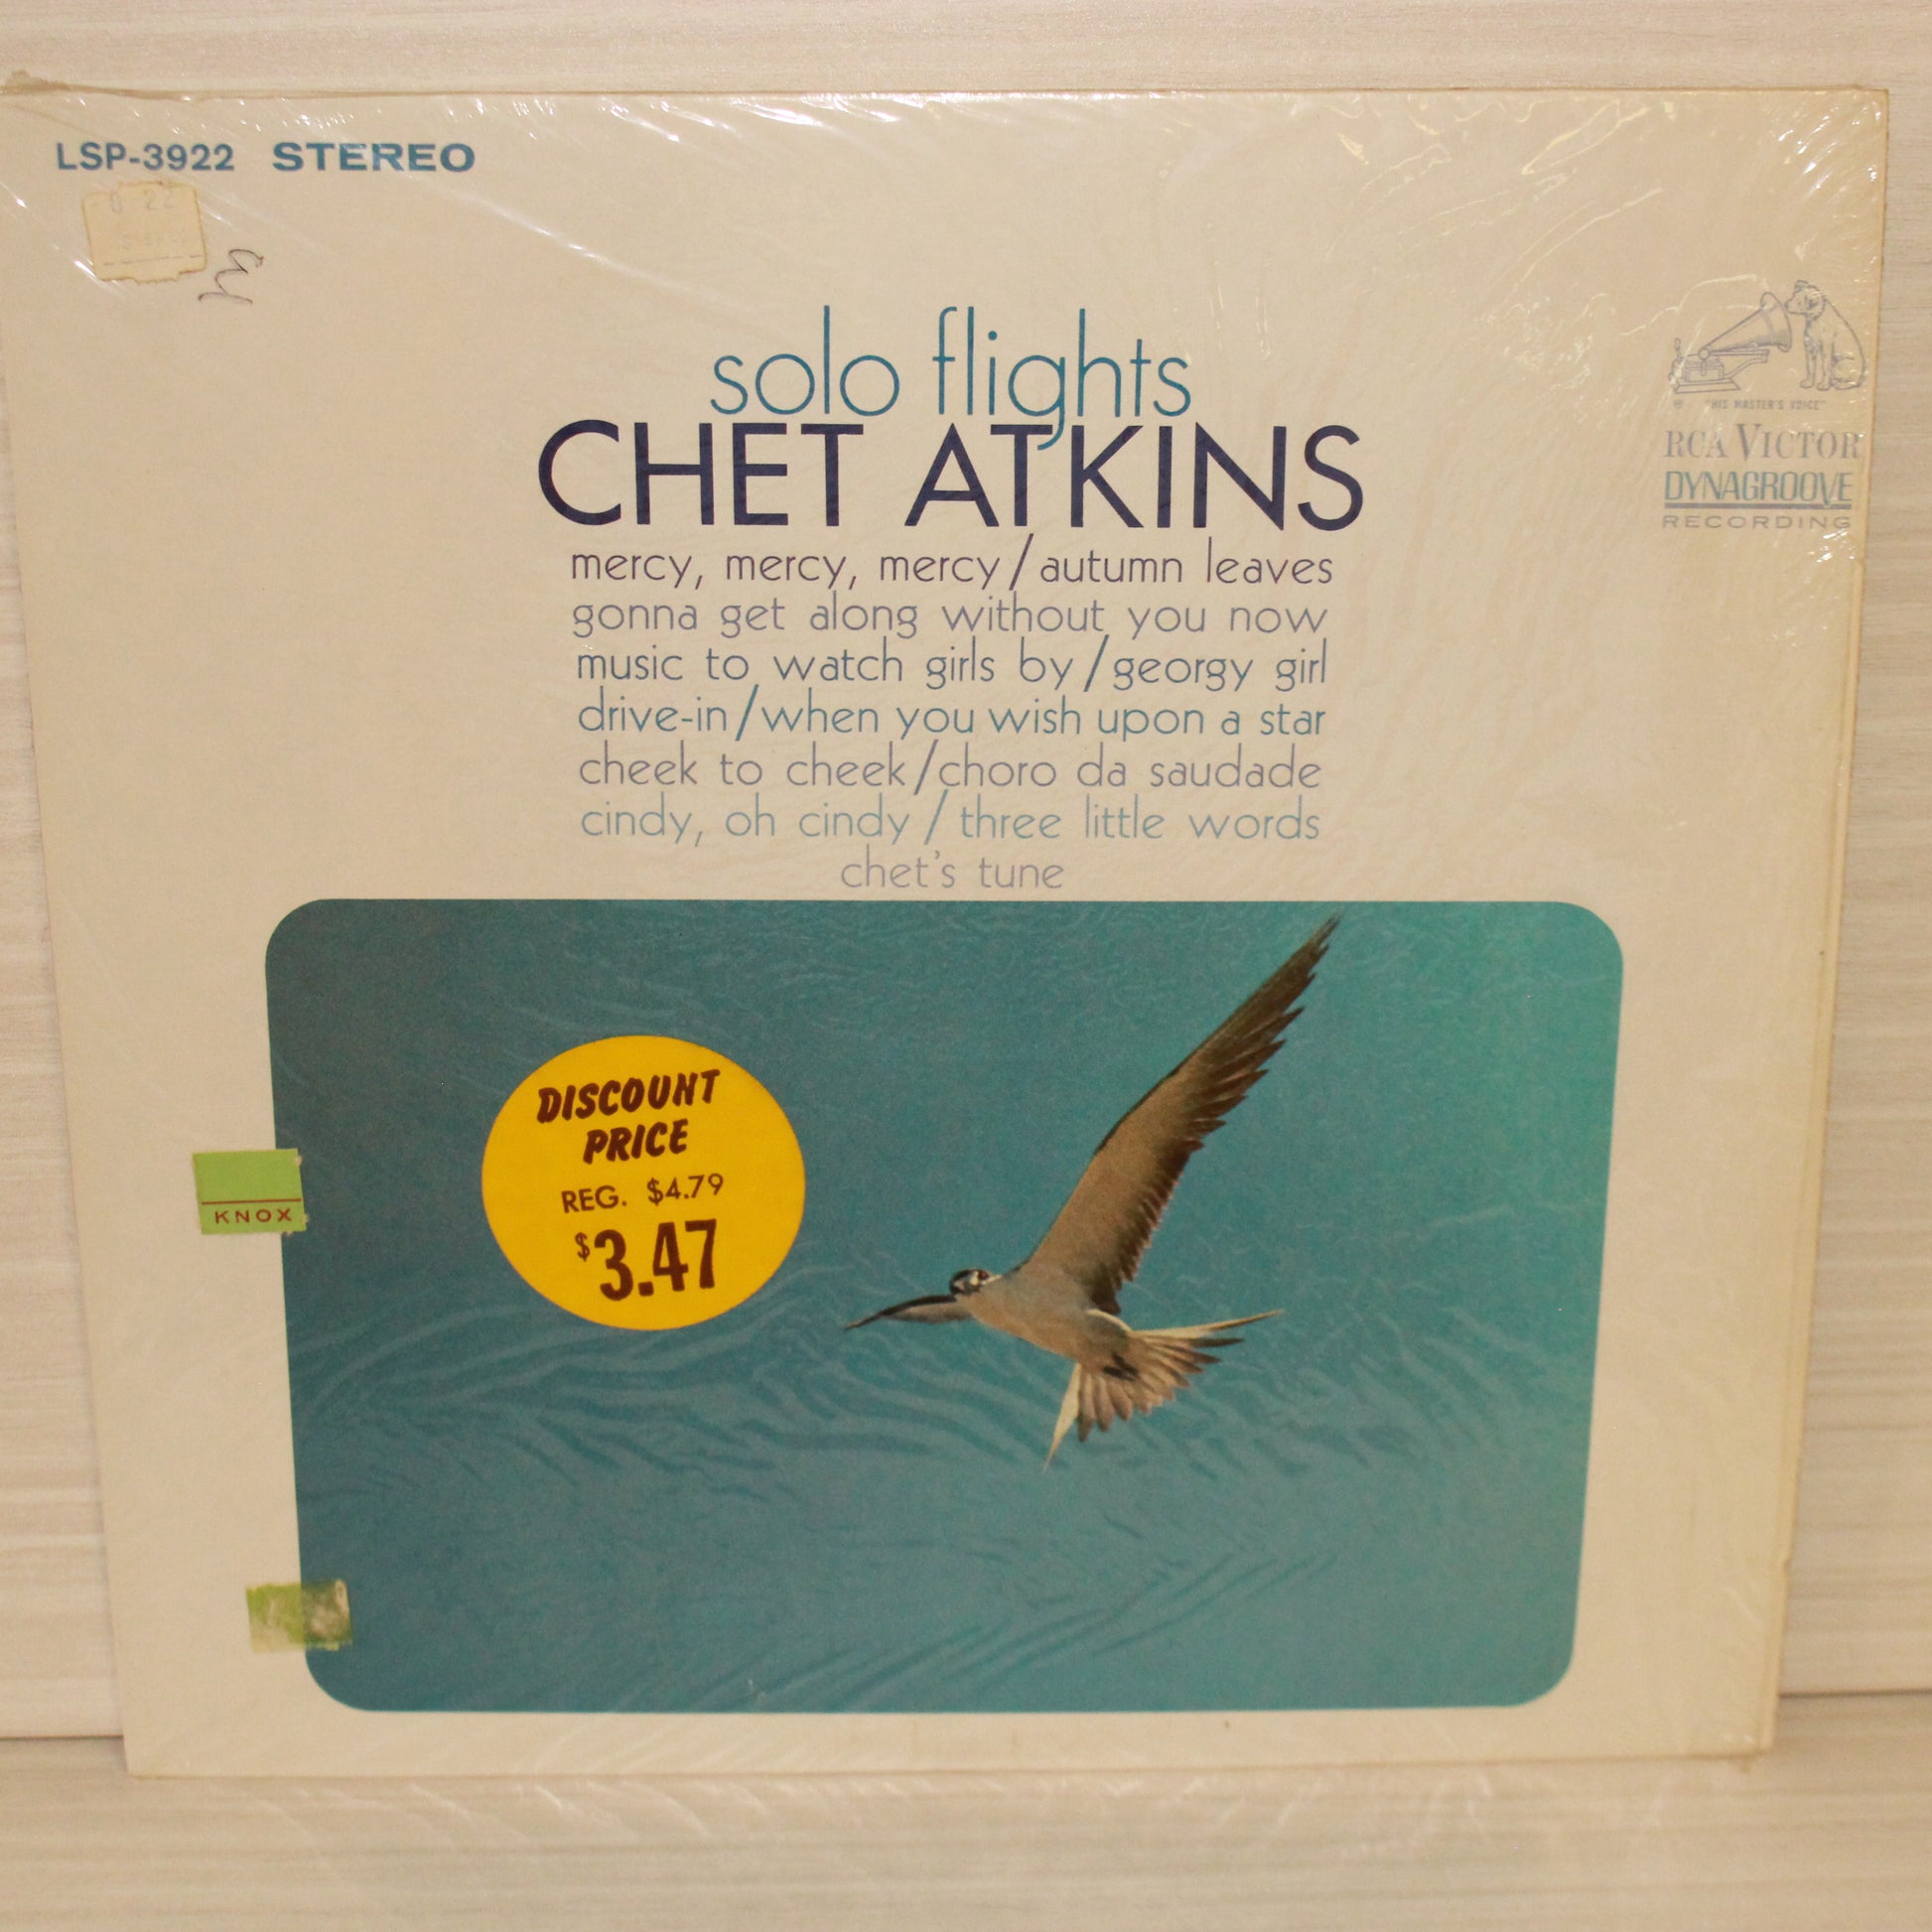 LSP-3922 STEREO
solo flights
CHET ATKINS
mercy, mercy, mercy/autumn leaves
gonna get along without you now
music to watch girls by/georgy girl
drive-in/when you wish upon a star
cheek to cheek/choro da saudade
cindy, oh cindy/three little words
chet's tune
"HIS MASTER'S VOICE"
RCA VICTOR
DYNAGROOVE
RECORDING
DISCOUNT
PRICE
REG. $4.79
$3.47
KNOX